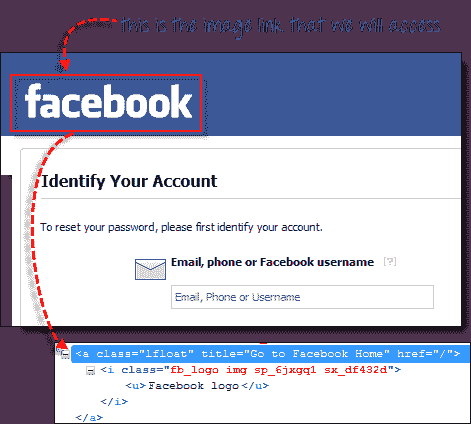 this is the image link that we will access
facebook
Identify Your Account
To reset your password, please first identify your account.
Email, phone or Facebook username [?]
Email, Phone or Username
<a class="lfloat" title="Go to Facebook Home" href="/">
<i class="fb_logo img sp_6jxgq1 sx_df432d">
<u>Facebook logo</u>
</i>
</a>